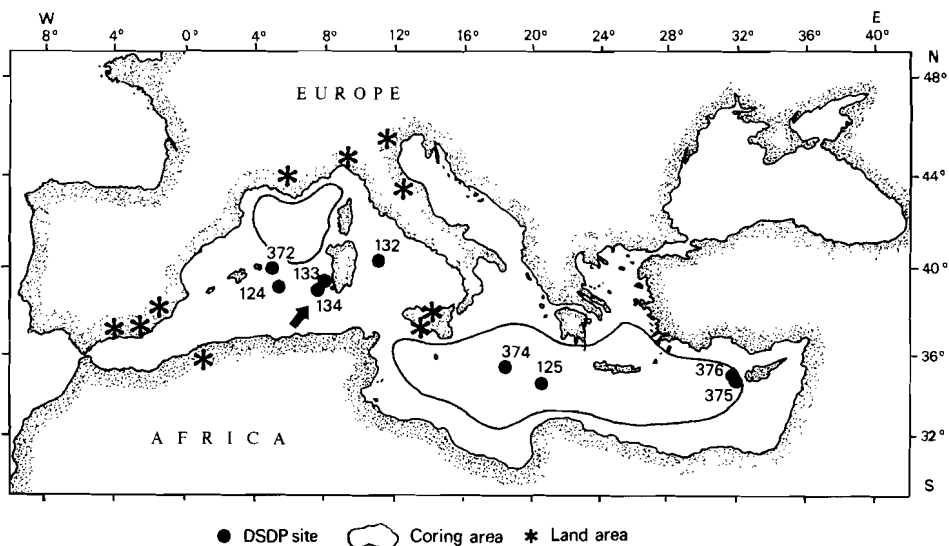 W E
8° 4° 0° 4° 8° 12° 16° 20° 24° 28° 32° 36° 40°
N
48°
EUROPE
44°
372 132
40°
133
124
134
36°
374 125 376
375
AFRICA
32°
S
DSDP site Coring area Land area